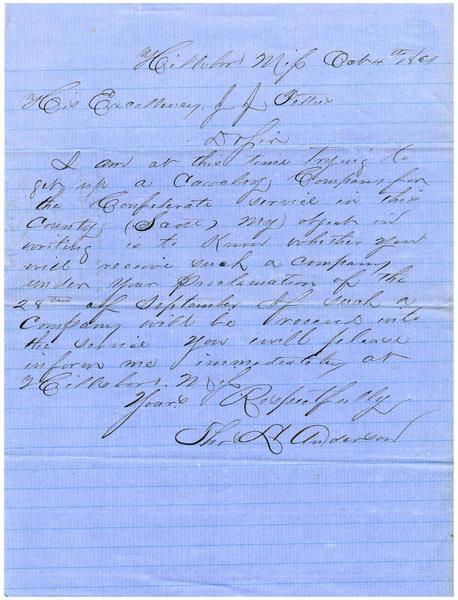 Hillsboro Miss Oct 4th 1861
His Excellency J J Pettus
Dr Sir
I am at this time trying to
get up a Cavalry Company for
the Confederate service in this
County (Scott) My object in
writing is to Know whether you
will receive such a company
under your Proclamation of the
28th of September If such a
Company will be received into
the service you will please
inform me immediately at
Hillsboro. Miss
Yours Respectfully
Thos H Anderson